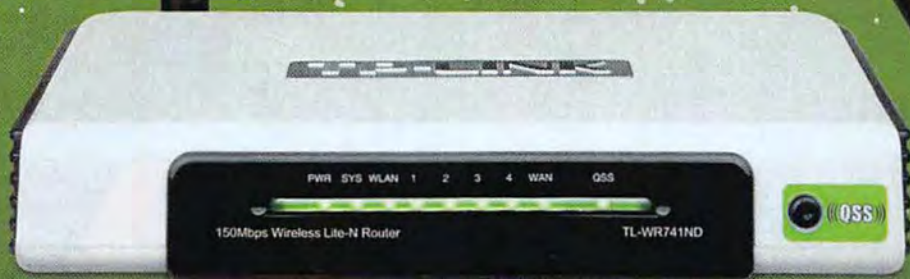 TP-LINK
PWR SYS WLAN 1 2 3 4 WAN QSS
150Mbps Wireless Lite-N Router TL-WR741ND
QSS